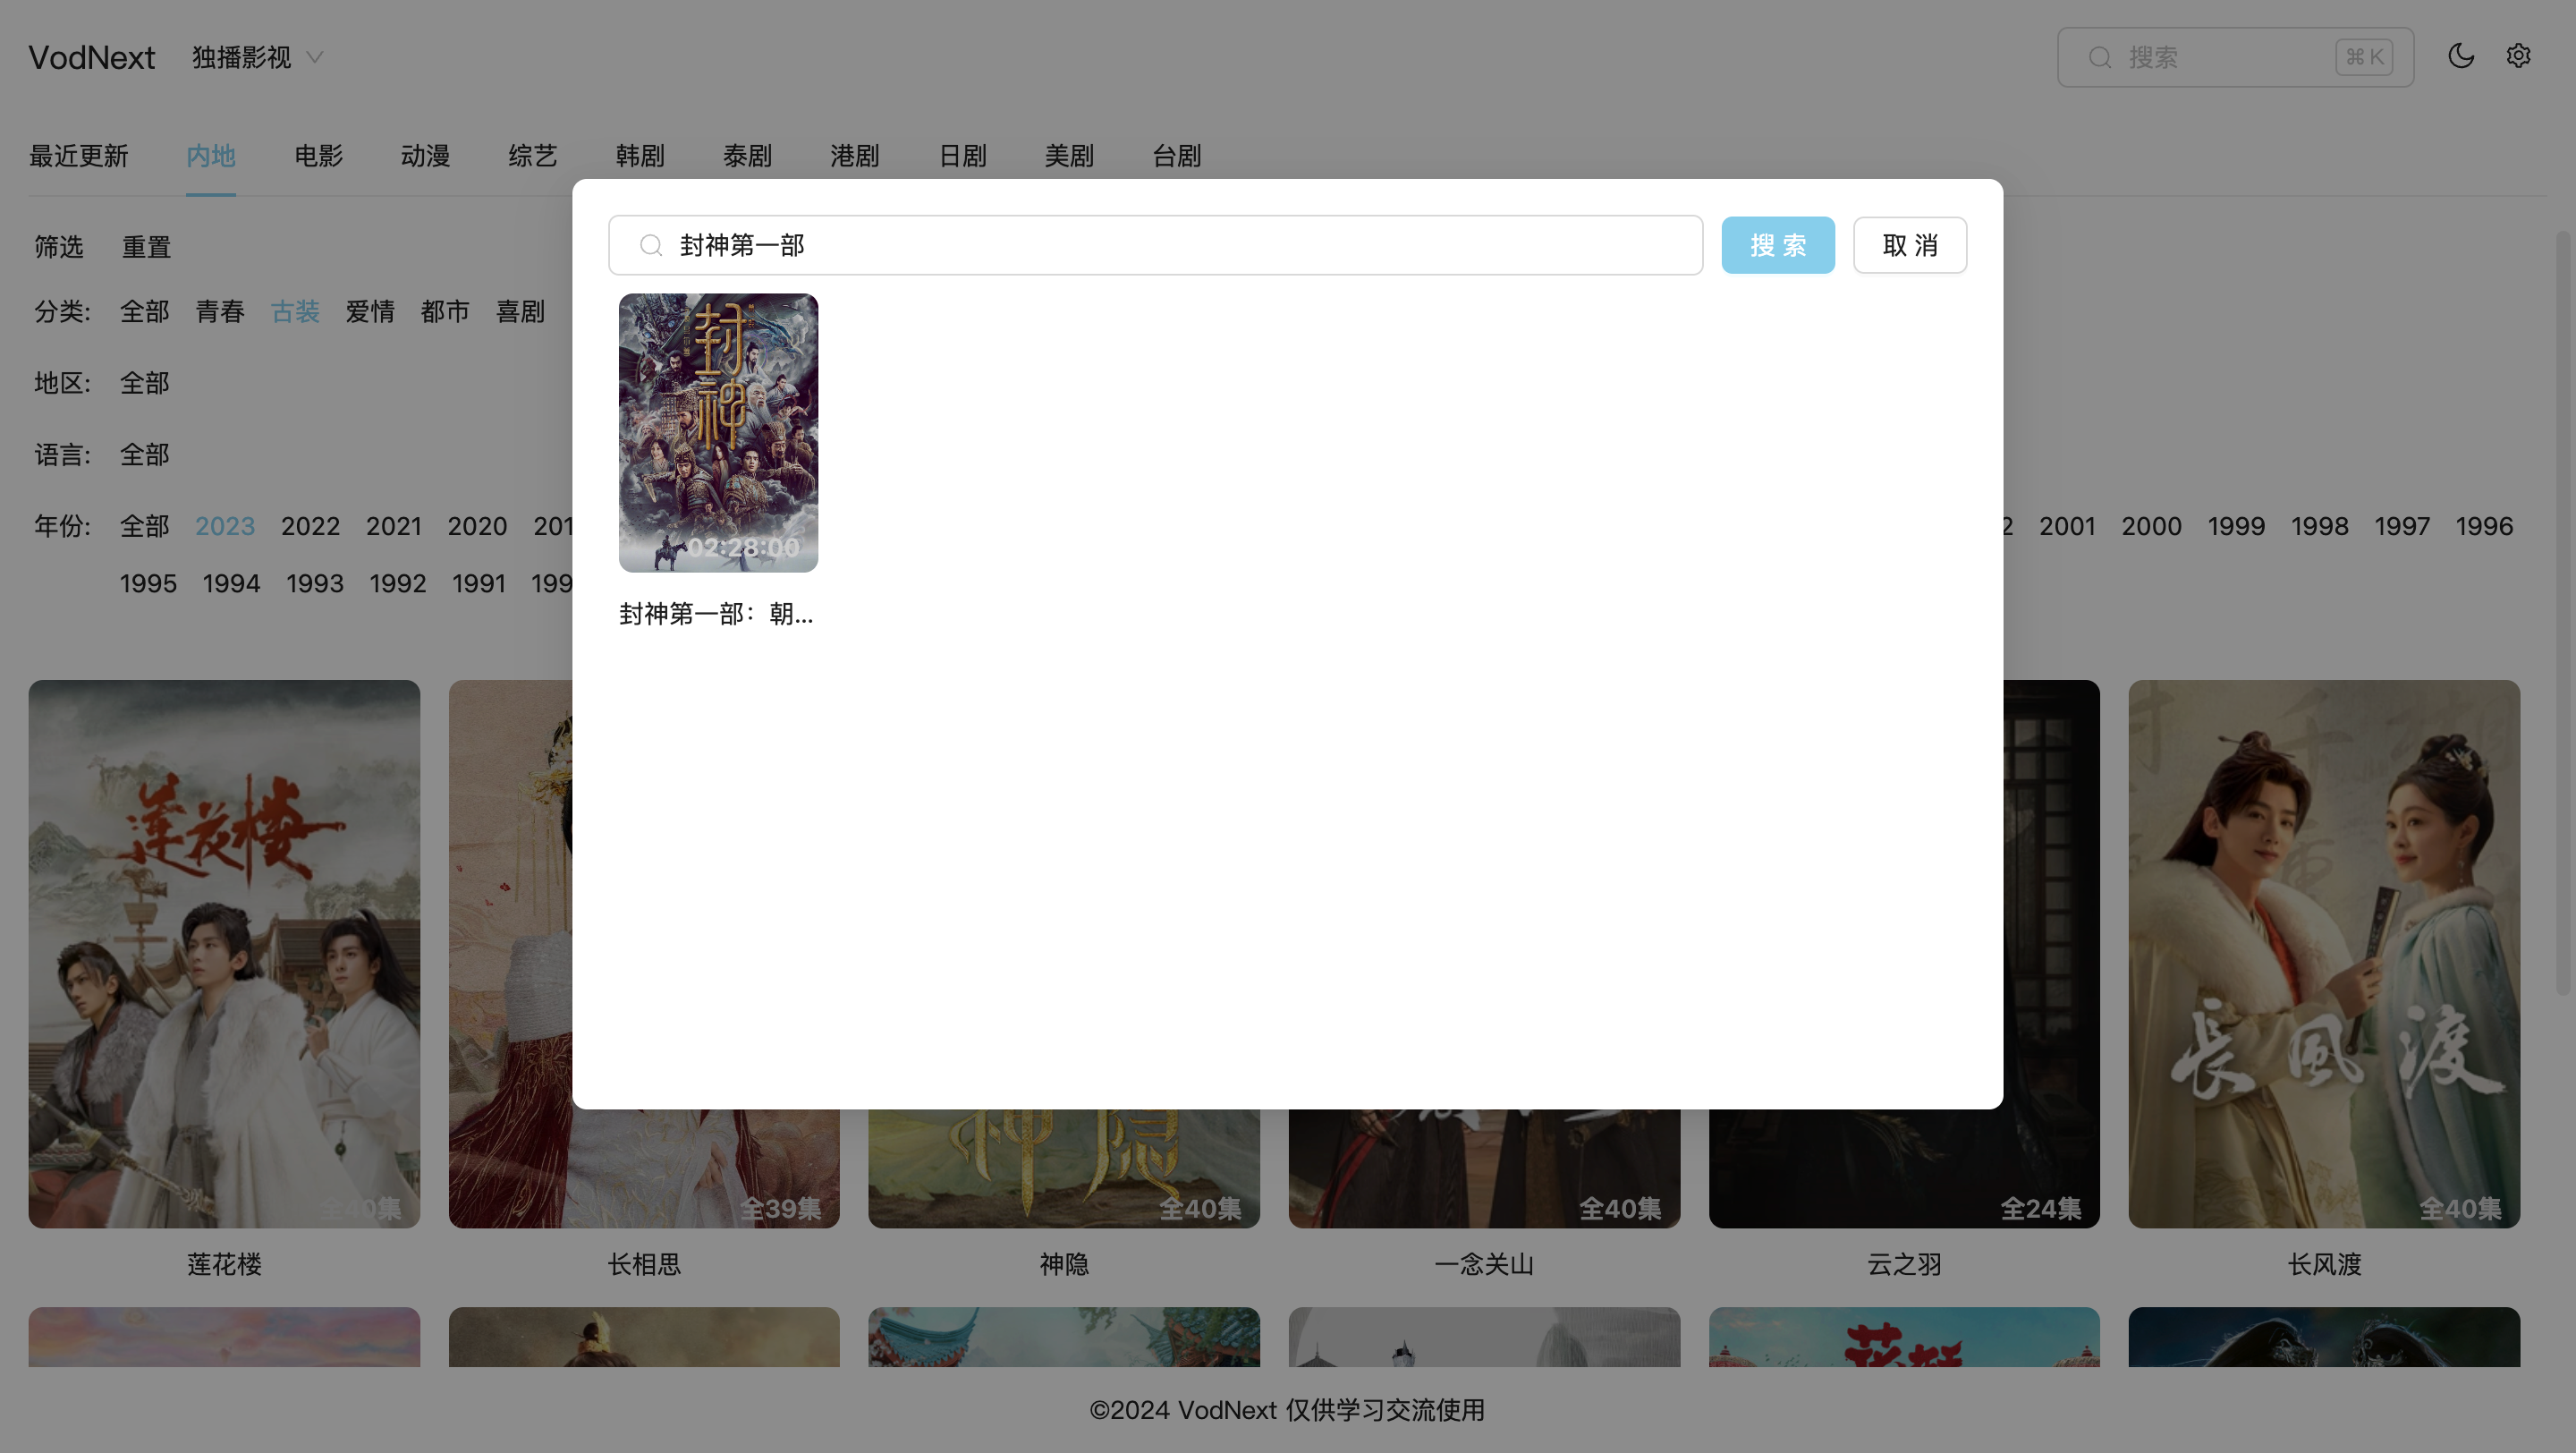 VodNext 独播影视 搜索 ⌘ K
最近更新 内地 电影 动漫 综艺 韩剧 泰剧 港剧 日剧 美剧 台剧
封神第一部 搜 索 取 消
筛选 重置
分类: 全部 青春 古装 爱情 都市 喜剧
封神
02:28:00
封神第一部：朝...
地区: 全部
语言: 全部
年份: 全部 2023 2022 2021 2020 201 2 2001 2000 1999 1998 1997 1996
1995 1994 1993 1992 1991 199
莲花楼
神隐
長風渡
全40集 全39集 全40集 全40集 全24集 全40集
莲花楼 长相思 神隐 一念关山 云之羽 长风渡
©2024 VodNext 仅供学习交流使用